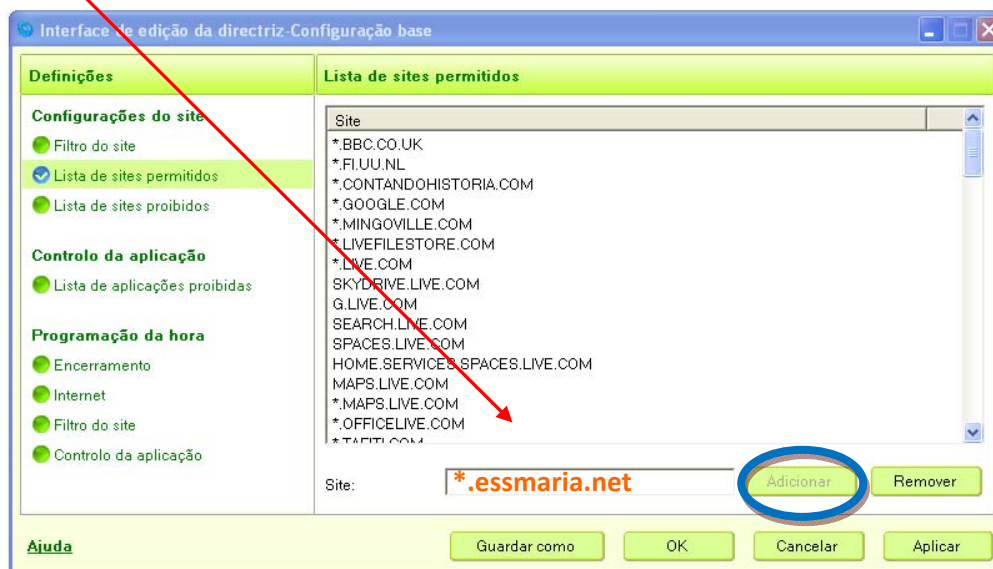 Interface de edição da directriz-Configuração base
Definições
Configurações do site
Filtro do site
Lista de sites permitidos
Lista de sites proibidos
Controlo da aplicação
Lista de aplicações proibidas
Programação da hora
Encerramento
Internet
Filtro do site
Controlo da aplicação
Lista de sites permitidos
Site
*.BBC.CO.UK
*.FI.UU.NL
*.CONTANDOHISTORIA.COM
*.GOOGLE.COM
*.MINGOVILLE.COM
*.LIVEFILESTORE.COM
*.LIVE.COM
SKYDRIVE.LIVE.COM
G.LIVE.COM
SEARCH.LIVE.COM
SPACES.LIVE.COM
HOME.SERVICES.SPACES.LIVE.COM
MAPS.LIVE.COM
*.MAPS.LIVE.COM
*.OFFICELIVE.COM
*.TAFITI.COM
Site: *.essmaria.net Adicionar Remover
Ajuda Guardar como OK Cancelar Aplicar